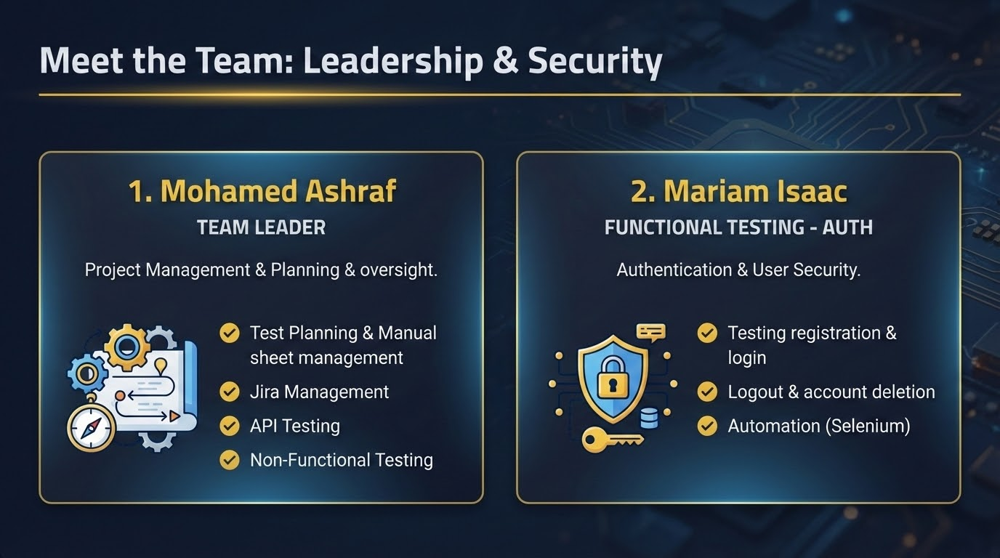 Meet the Team: Leadership & Security
1. Mohamed Ashraf
TEAM LEADER
Project Management & Planning & oversight.
Test Planning & Manual
sheet management
Jira Management
API Testing
Non-Functional Testing
2. Mariam Isaac
FUNCTIONAL TESTING - AUTH
Authentication & User Security.
Testing registration &
login
Logout & account deletion
Automation (Selenium)